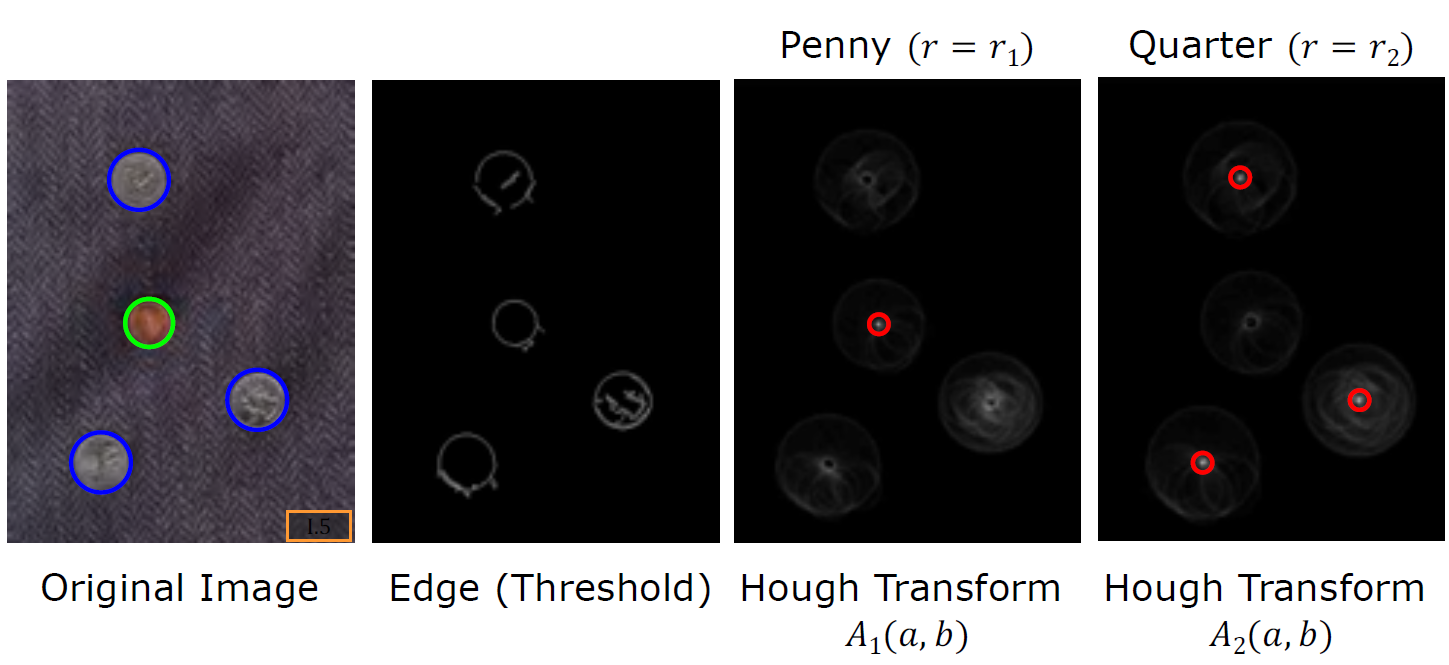 Penny (r = r₁)
Quarter (r = r₂)
I.5
Original Image
Edge (Threshold)
Hough Transform
A₁(a, b)
Hough Transform
A₂(a, b)